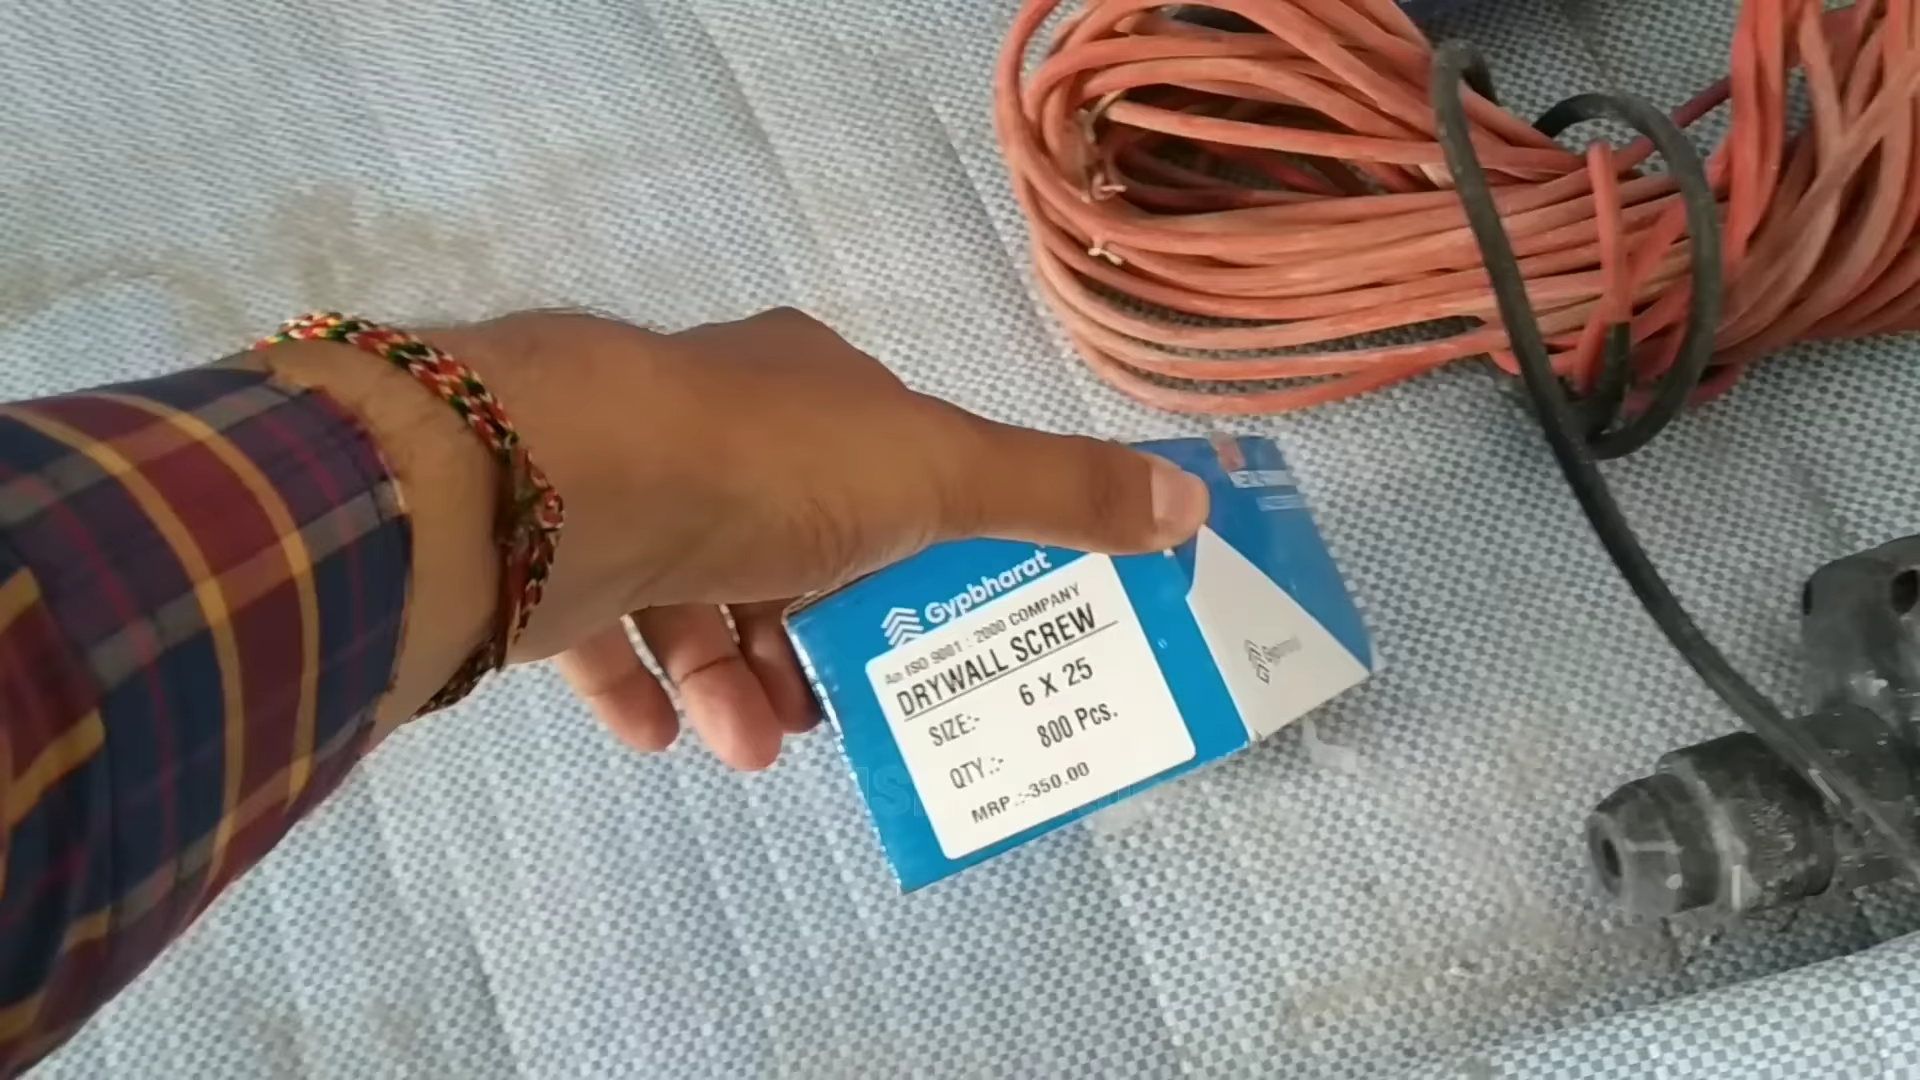 Gypbharat
An ISO 9001 : 2000 COMPANY
DRYWALL SCREW
SIZE:- 6 X 25
QTY.:- 800 Pcs.
MRP.:-350.00